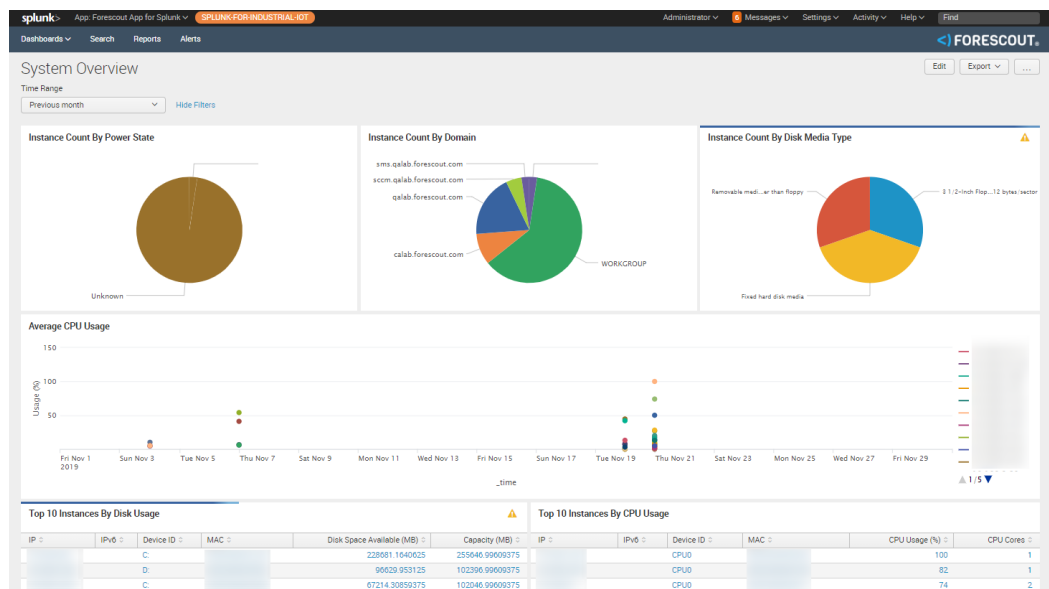 splunk> App: Forescout App for Splunk SPLUNK-FOR-INDUSTRIAL-IOT Administrator 6 Messages Settings Activity Help Find
Dashboards Search Reports Alerts <) FORESCOUT.
System Overview Edit Export ...
Time Range
Previous month Hide Filters
Instance Count By Power State
Unknown
Instance Count By Domain
sms.qalab.forescout.com
sccm.qalab.forescout.com
qalab.forescout.com
calab.forescout.com
WORKGROUP
Instance Count By Disk Media Type
Removable medi...er than floppy
3 1/2-Inch Flop...12 bytes/sector
Fixed hard disk media
Average CPU Usage
150
100
50
Usage (%)
Fri Nov 1 Sun Nov 3 Tue Nov 5 Thu Nov 7 Sat Nov 9 Mon Nov 11 Wed Nov 13 Fri Nov 15 Sun Nov 17 Tue Nov 19 Thu Nov 21 Sat Nov 23 Mon Nov 25 Wed Nov 27 Fri Nov 29
2019
_time
1/5
Top 10 Instances By Disk Usage
IP IPv6 Device ID MAC Disk Space Available (MB) Capacity (MB)
C: 228681.1640625 255646.99609375
D: 96629.953125 102396.99609375
C: 67214.30859375 102046.99609375
Top 10 Instances By CPU Usage
IP IPv6 Device ID MAC CPU Usage (%) CPU Cores
CPU0 100 1
CPU0 82 1
CPU0 74 2